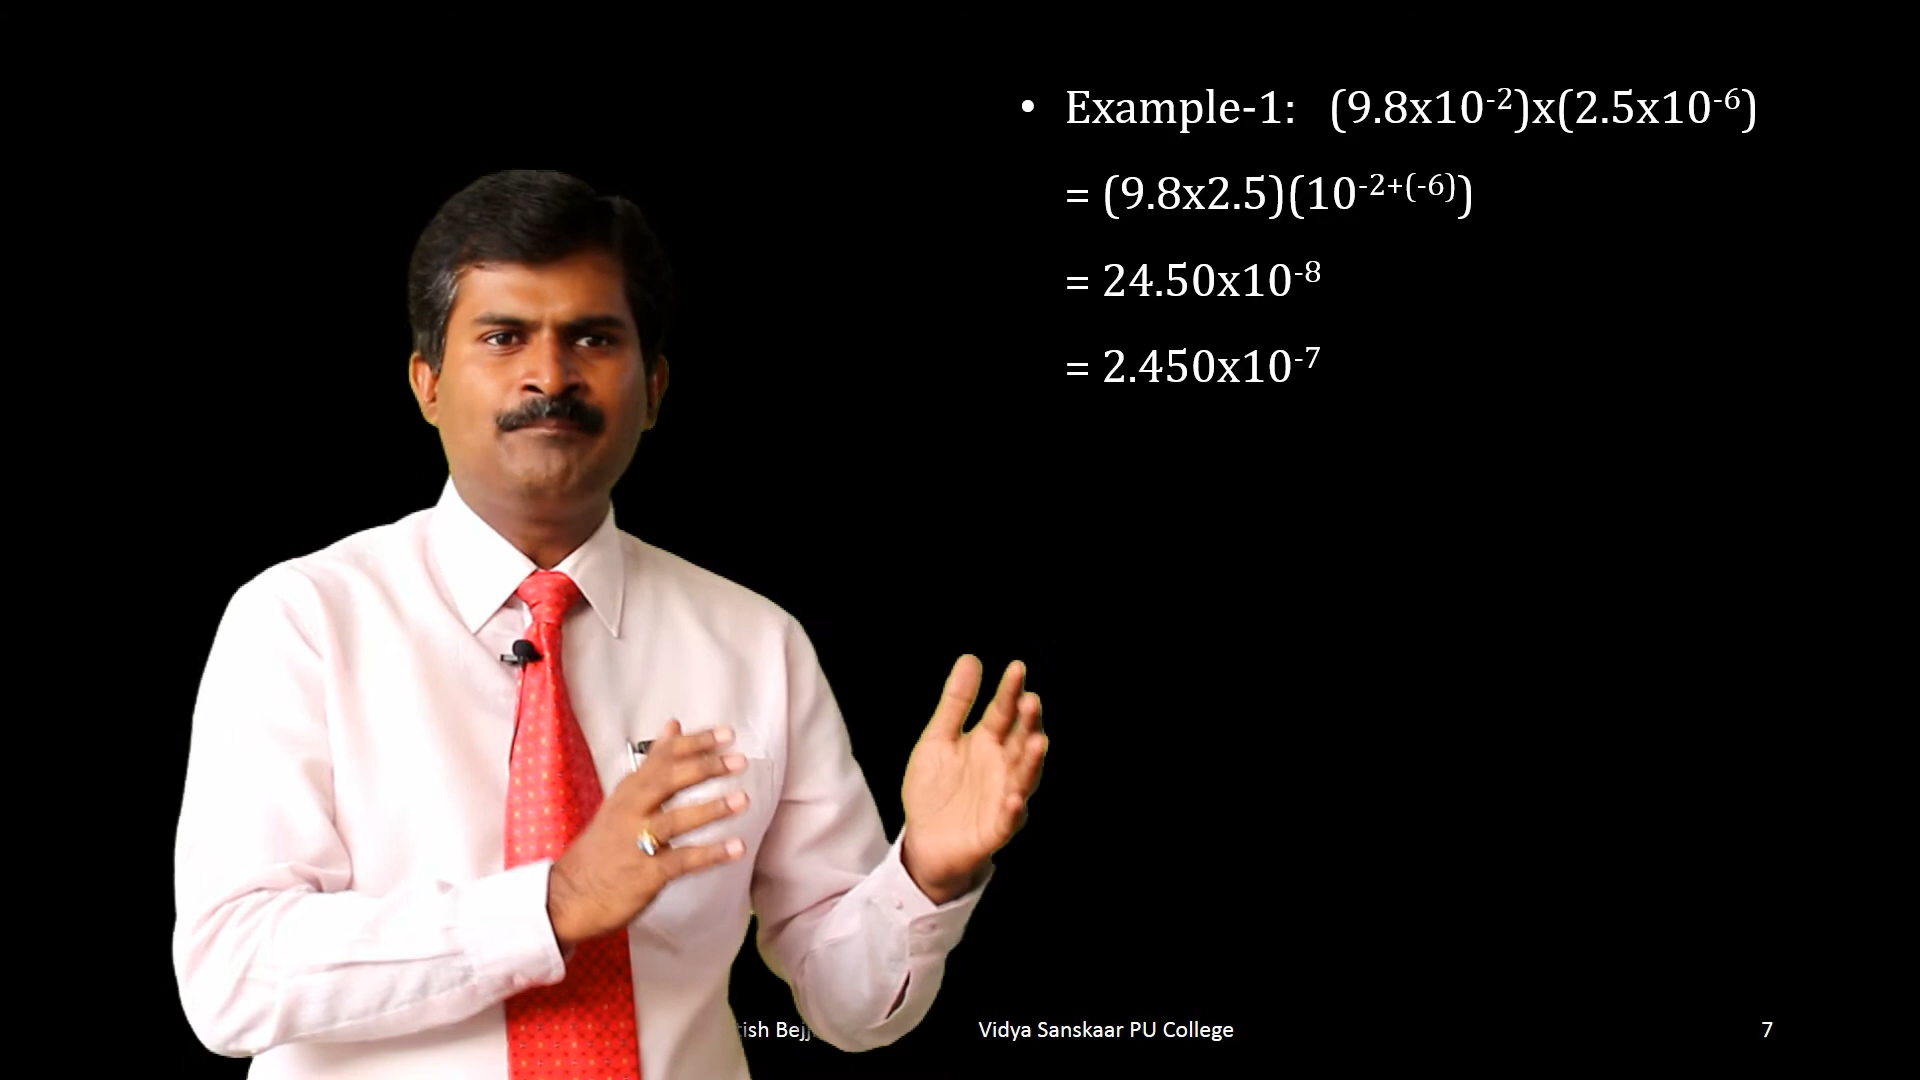 • Example-1: (9.8x10⁻²)x(2.5x10⁻⁶)
= (9.8x2.5)(10⁻²⁺⁽⁻⁶⁾)
= 24.50x10⁻⁸
= 2.450x10⁻⁷
Vidya Sanskaar PU College 7